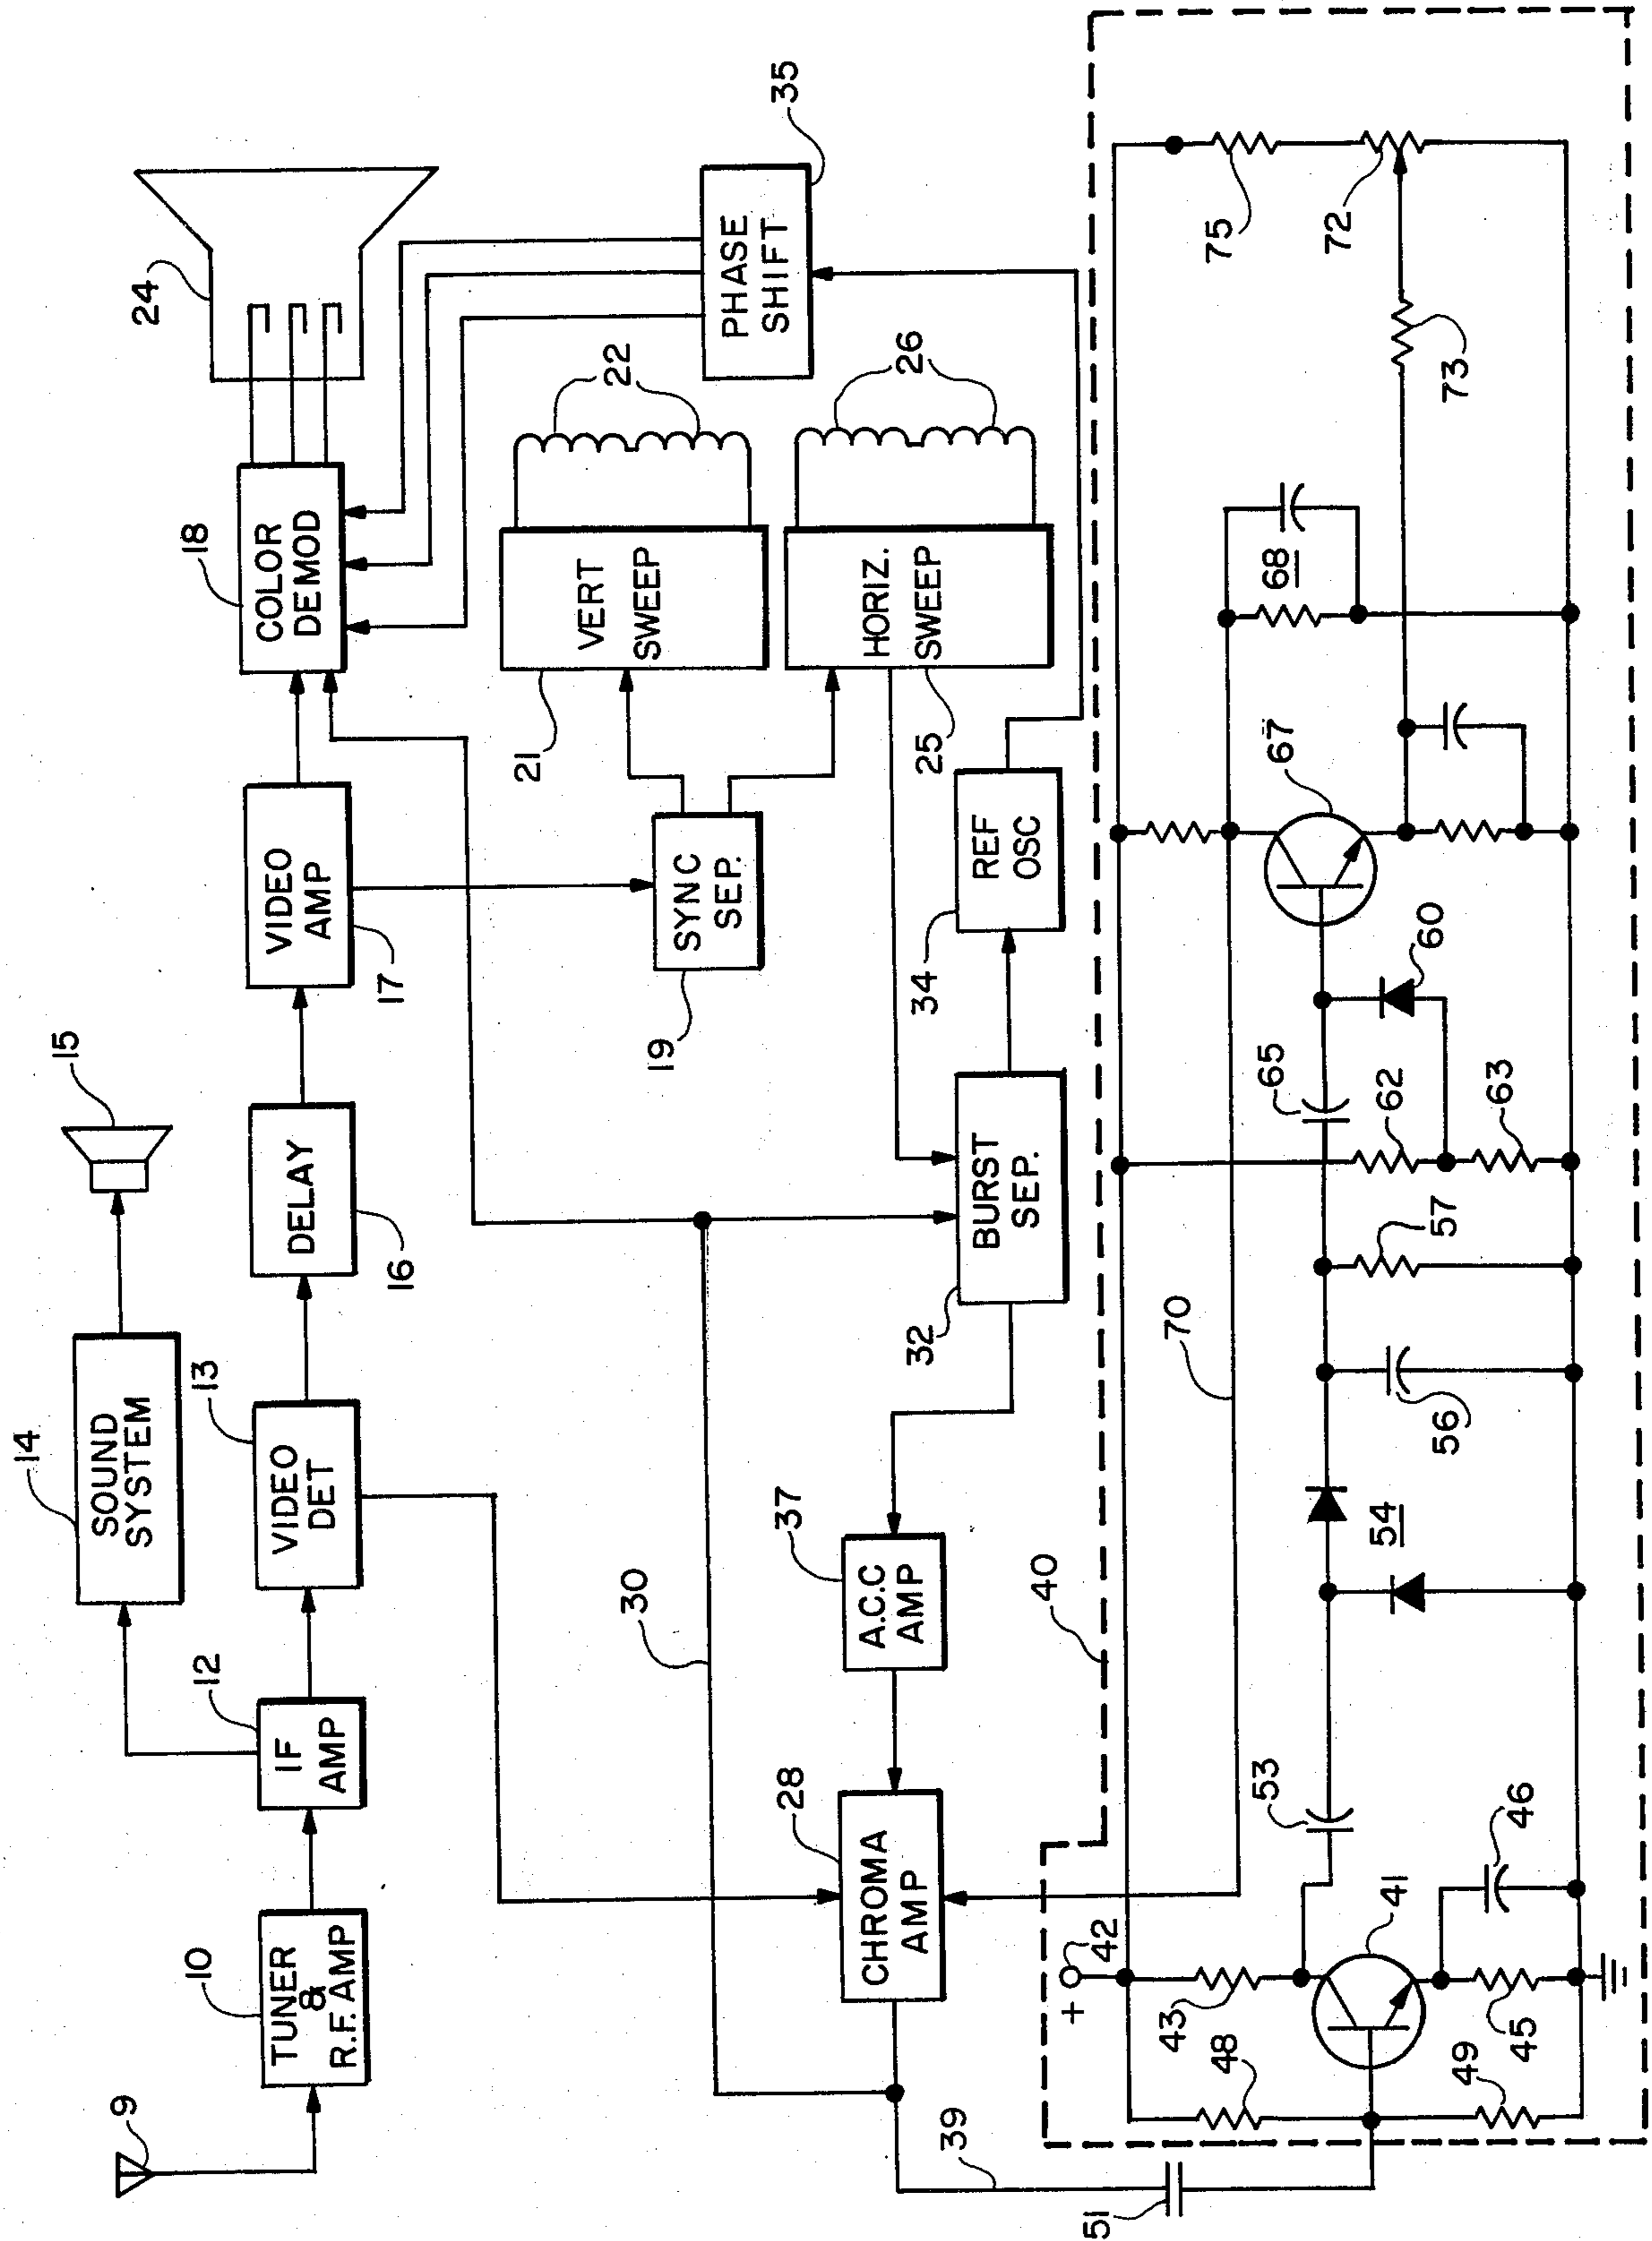 24
15
14
SOUND
SYSTEM
18
COLOR
DEMOD
35
PHASE
SHIFT
13
VIDEO
DET
DELAY
16
VIDEO
AMP
17
12
IF
AMP
10
TUNER
&
R.F. AMP
9
22
VERT
SWEEP
21
26
HORIZ.
SWEEP
25
SYNC
SEP.
19
REF
OSC
34
BURST
SEP.
32
30
37
A.C.C
AMP
28
CHROMA
AMP
39
51
40
70
+
42
43
48
41
46
45
49
53
54
56
57
65
62
63
60
67
68
73
75
72